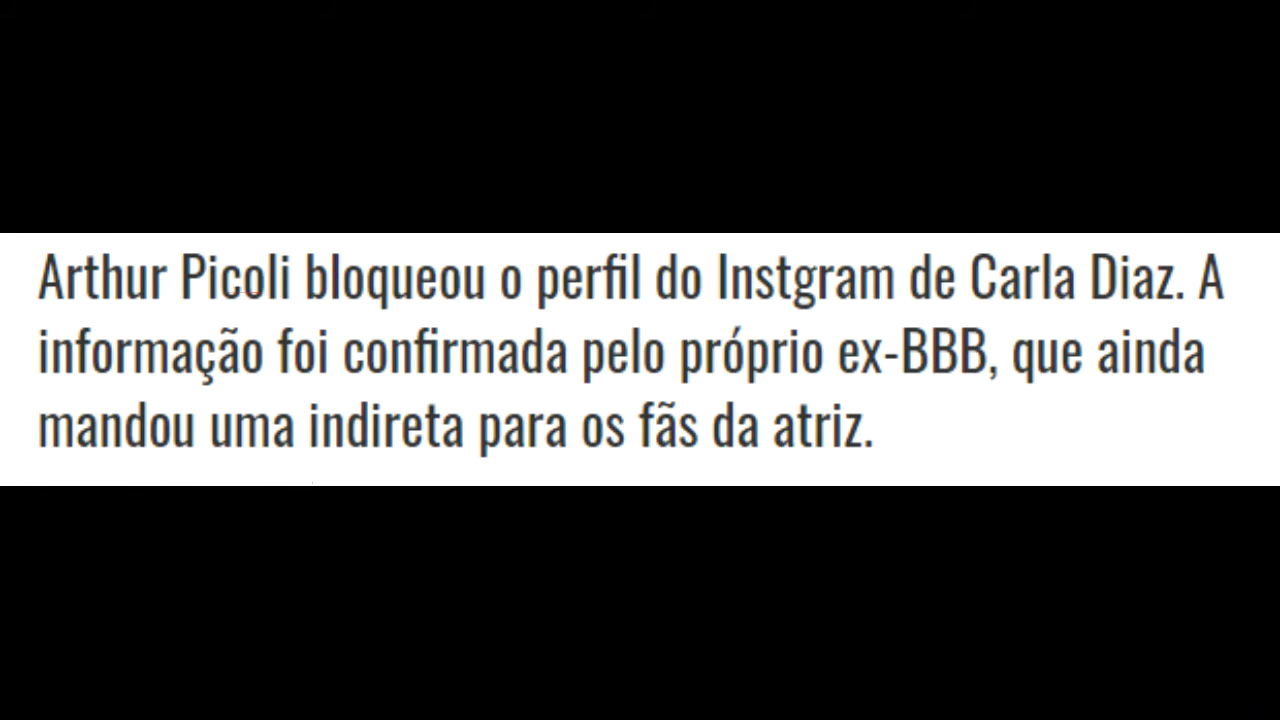 Arthur Picoli bloqueou o perfil do Instgram de Carla Diaz. A
informação foi confirmada pelo próprio ex-BBB, que ainda
mandou uma indireta para os fãs da atriz.